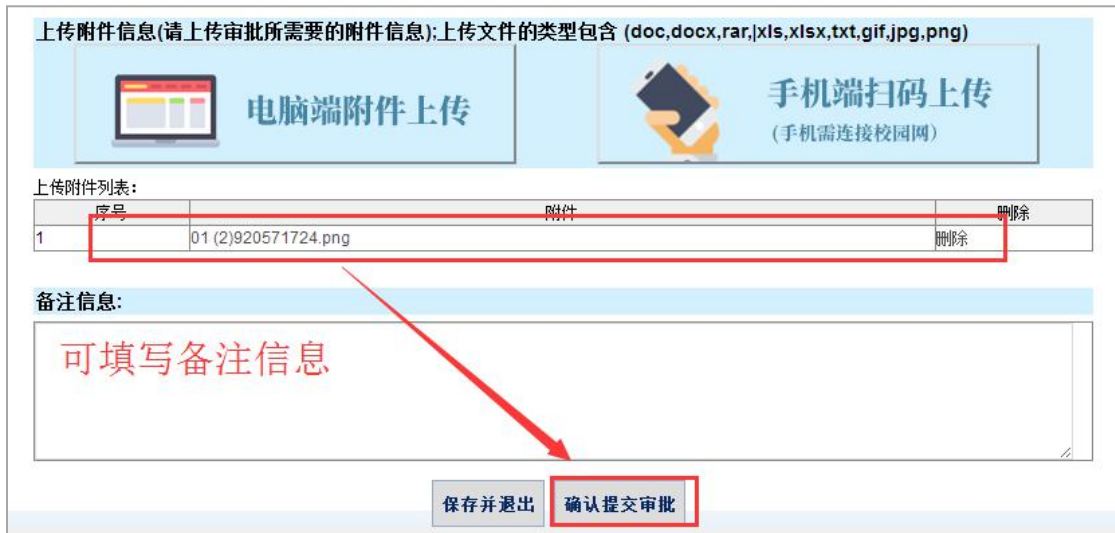 上传附件信息(请上传审批所需要的附件信息);上传文件的类型包含 (doc,docx,rar,|xls,xlsx,txt,gif,jpg,png)
电脑端附件上传
手机端扫码上传
(手机需连接校园网)
上传附件列表:
序号 附件 删除
1 01 (2)920571724.png 删除
备注信息:
可填写备注信息
保存并退出 确认提交审批